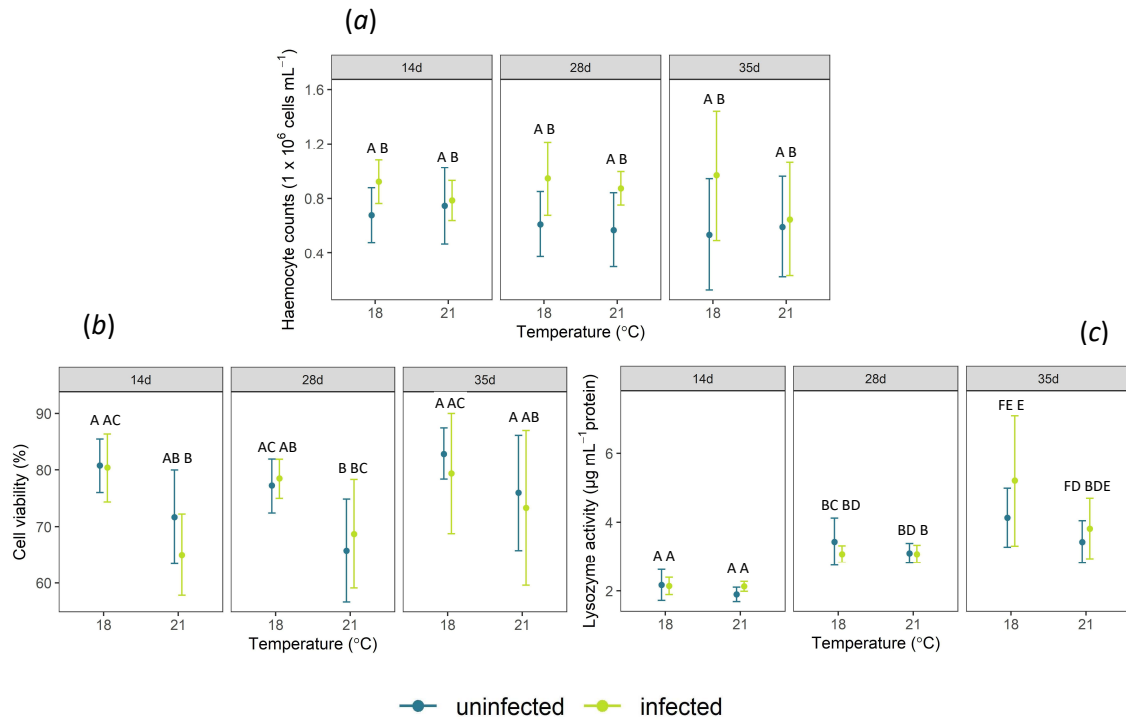 (a)
14d 28d 35d
Haemocyte counts (1 x 10⁶ cells mL⁻¹)
1.6
1.2
0.8
0.4
A B A B A B A B A B A B
18 21 18 21 18 21
Temperature (°C)
(b)
14d 28d 35d
Cell viability (%)
90
80
70
60
A AC AB B AC AB B BC A AC A AB
18 21 18 21 18 21
Temperature (°C)
(c)
14d 28d 35d
Lysozyme activity (µg mL⁻¹protein)
6
4
2
A A A A BC BD BD B FE E FD BDE
18 21 18 21 18 21
Temperature (°C)
uninfected infected